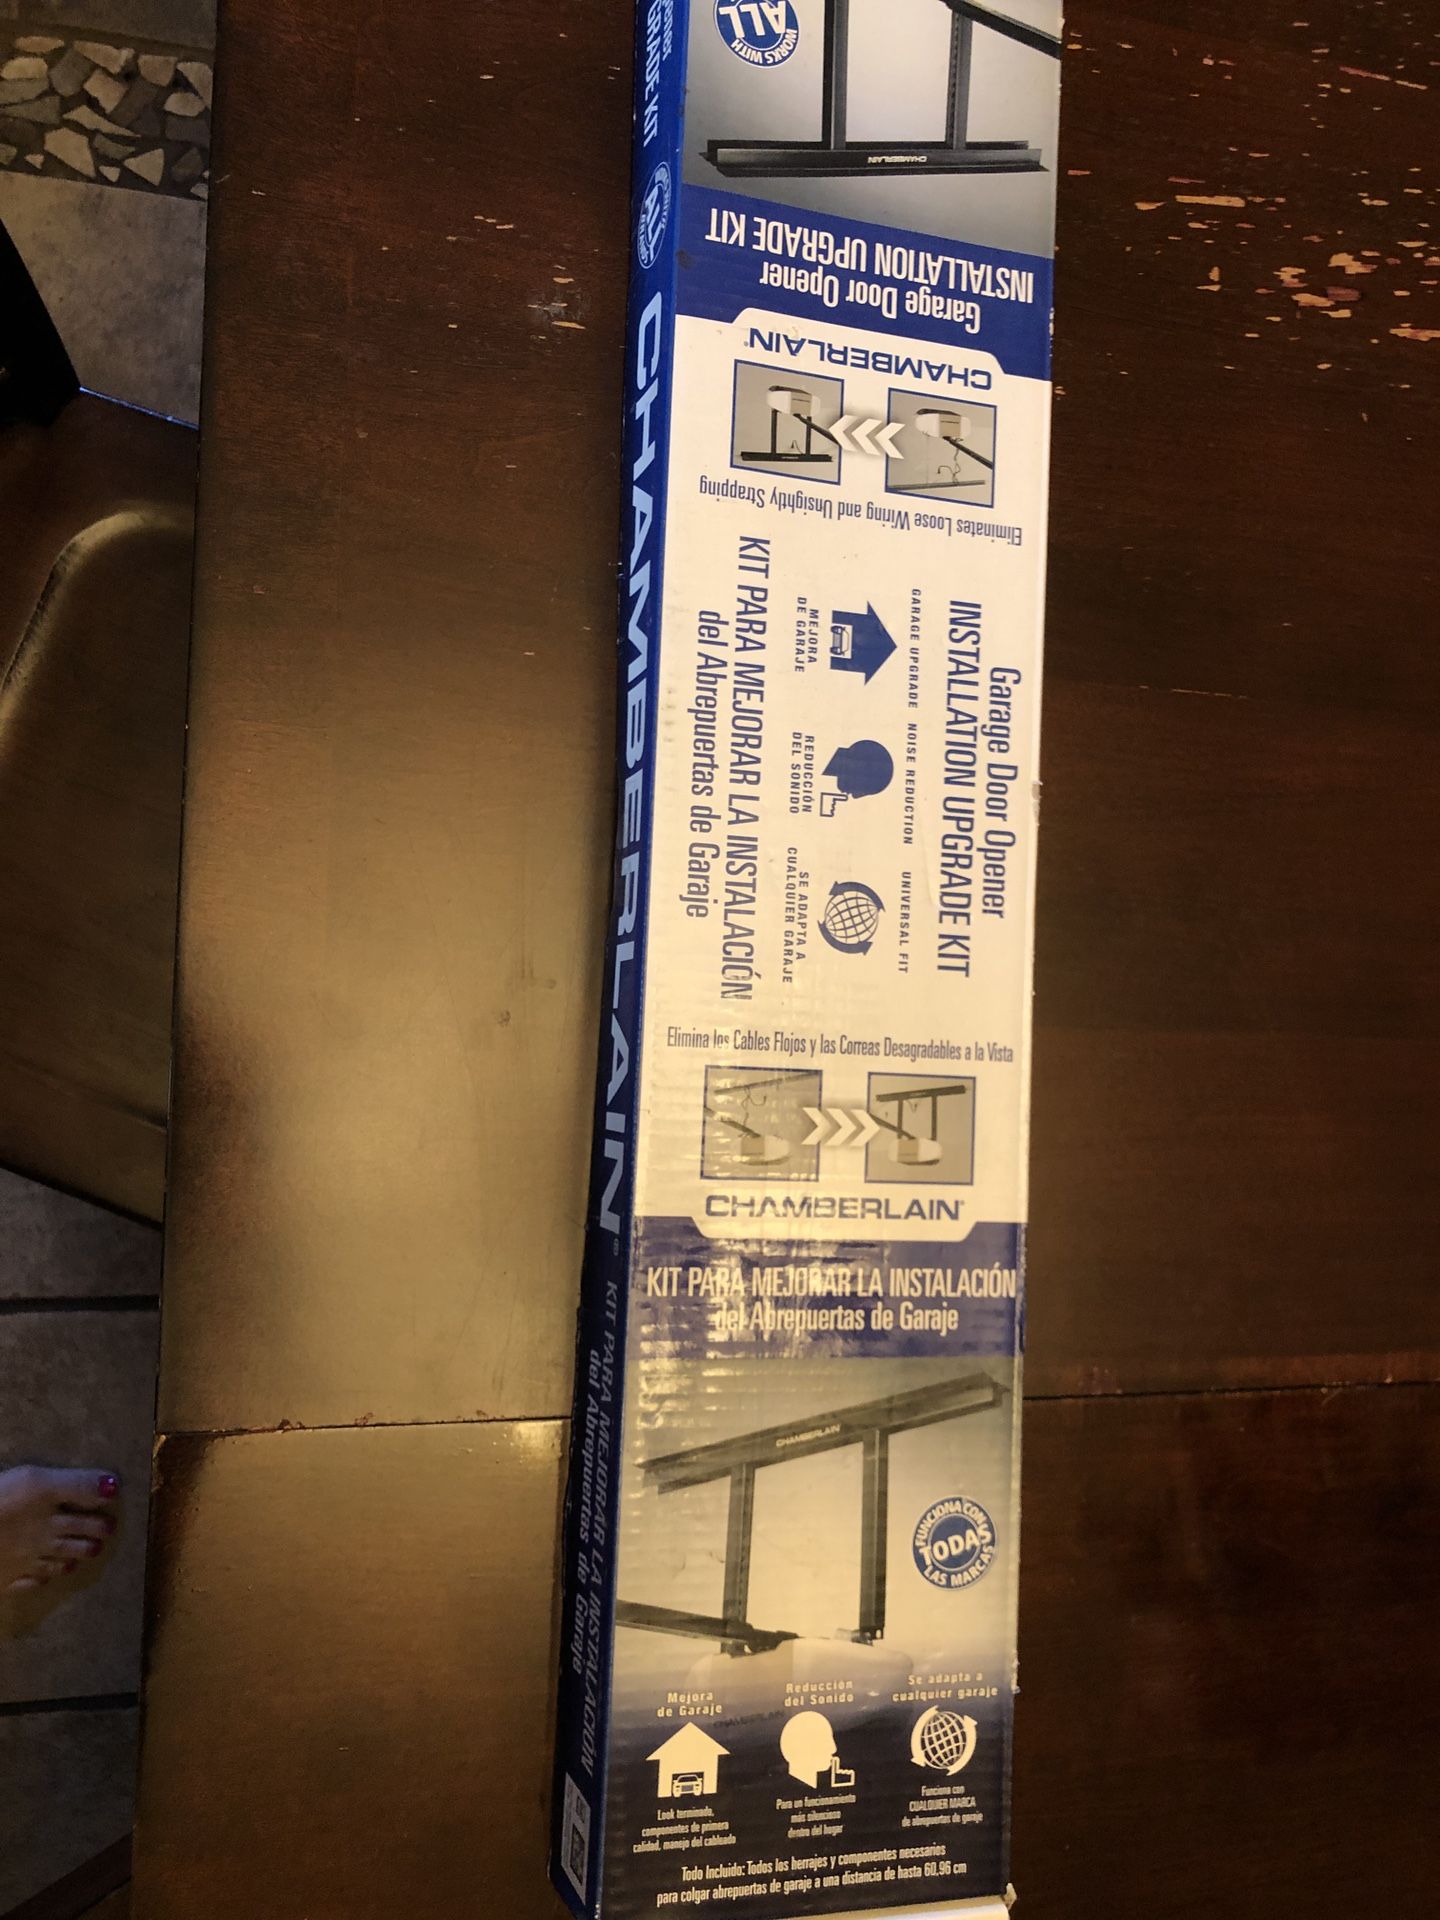 WORKS WITH
ALL
CHAMBERLAIN
Garage Door Opener
INSTALLATION UPGRADE KIT
CHAMBERLAIN®
Eliminates Loose Wiring and Unsightly Strapping
Garage Door Opener
INSTALLATION UPGRADE KIT
GARAGE UPGRADE
NOISE REDUCTION
UNIVERSAL FIT
MEJORA
DE GARAJE
REDUCCIÓN
DEL SONIDO
SE ADAPTA A
CUALQUIER GARAJE
KIT PARA MEJORAR LA INSTALACIÓN
del Abrepuertas de Garaje
Elimina los Cables Flojos y las Correas Desagradables a la Vista
CHAMBERLAIN®
KIT PARA MEJORAR LA INSTALACIÓN
del Abrepuertas de Garaje
CHAMBERLAIN
FUNCIONA CON
TODAS
LAS MARCAS
CHAMBERLAIN
Mejora
de Garaje
Reducción
del Sonido
Se adapta a
cualquier garaje
Look terminado,
componentes de primera
calidad, manejo del cableado
Para un funcionamiento
más silencioso
dentro del hogar
Funciona con
CUALQUIER MARCA
de abrepuertas de garaje
Todo Incluido: Todos los herrajes y componentes necesarios
para colgar abrepuertas de garaje a una distancia de hasta 60,96 cm
GRADE KIT
ALL
CHAMBERLAIN®
KIT PARA MEJORAR LA INSTALACIÓN
del Abrepuertas de Garaje